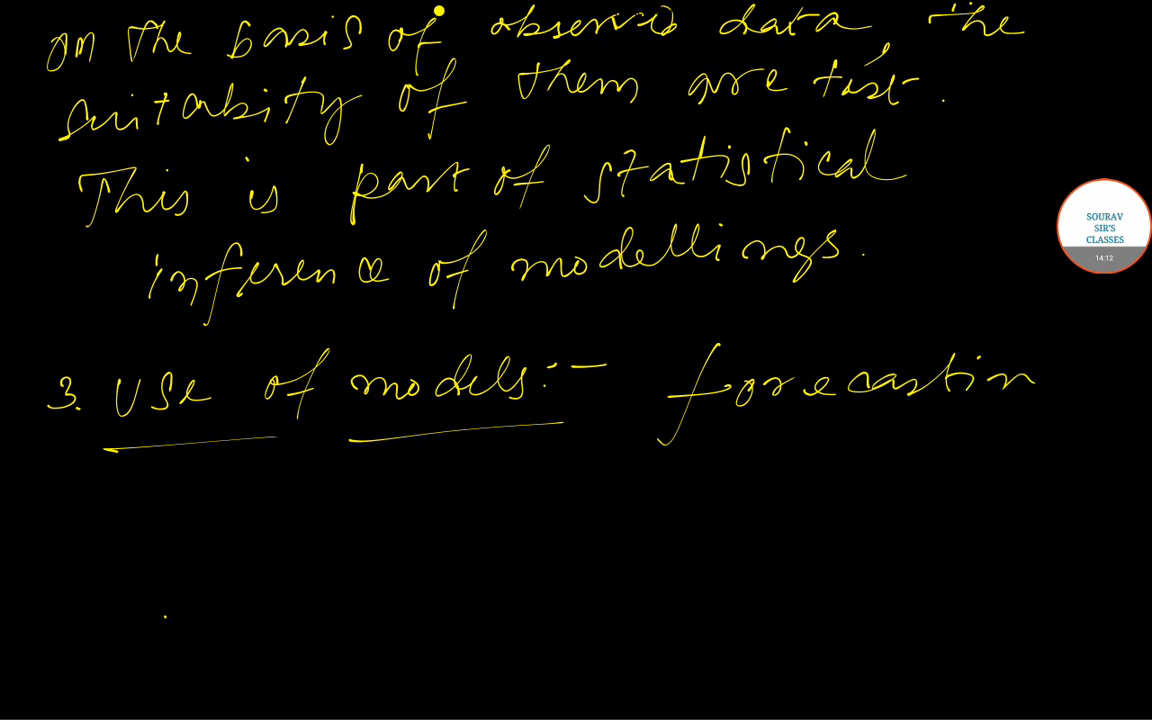 on the basis of observed data, the
suitabity of them are test.
This is part of statistical
inference of modellings.
3. Use of models:- forecastin
SOURAV
SIR'S
CLASSES
14:12